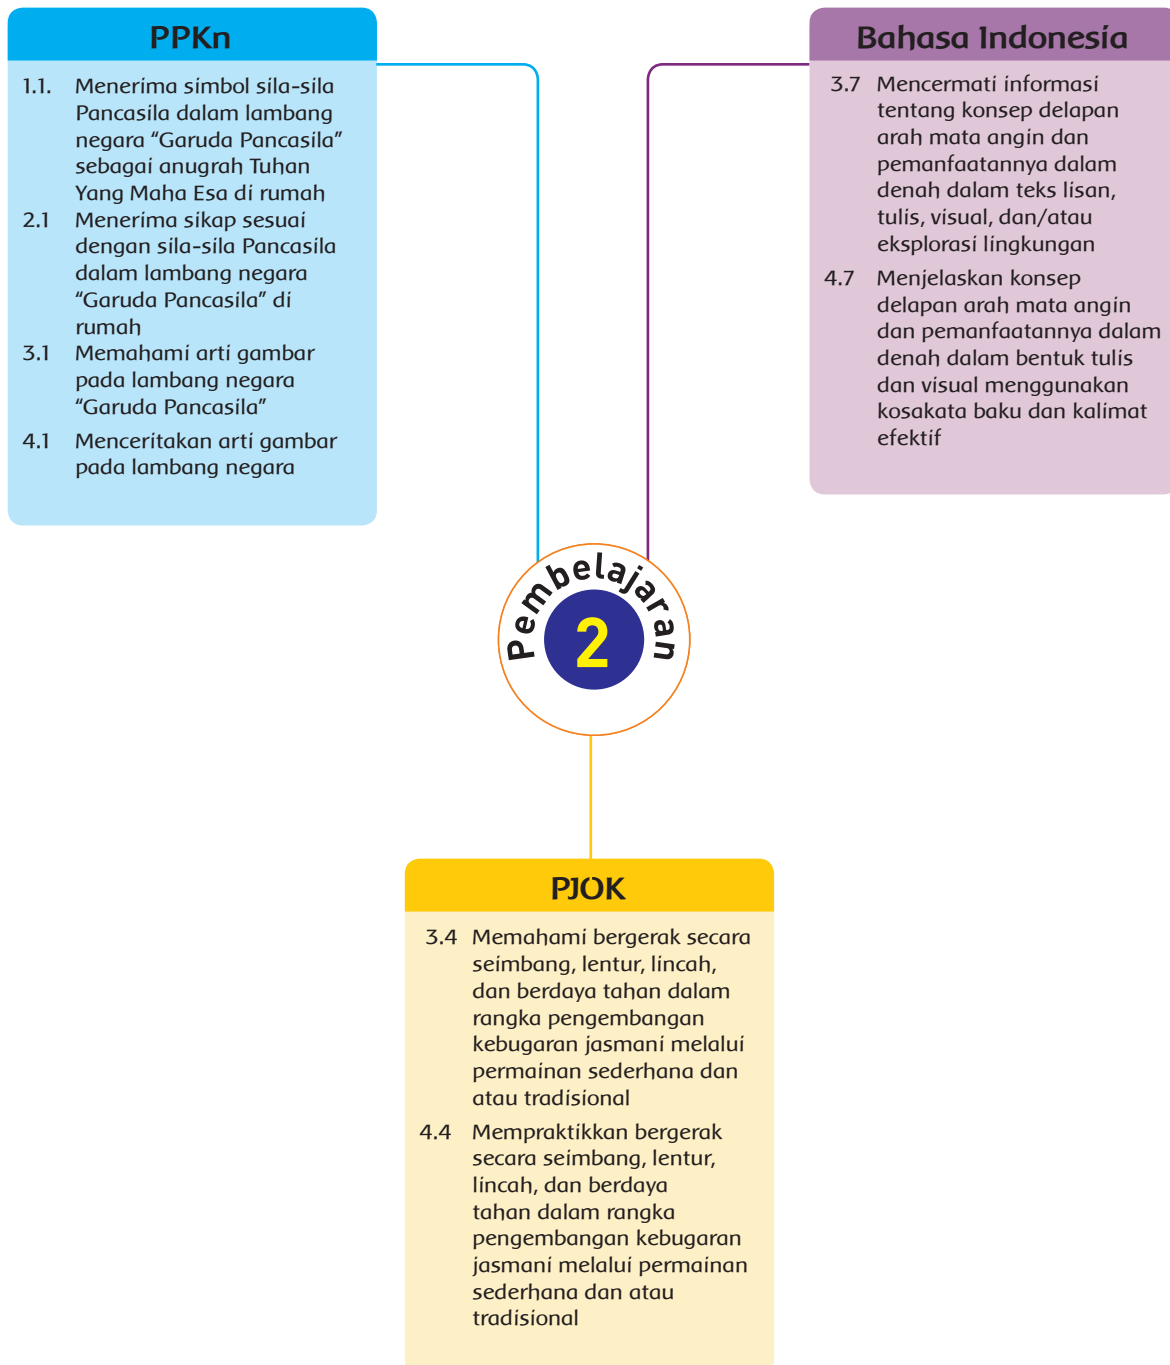 PPKn
1.1. Menerima simbol sila-sila
Pancasila dalam lambang
negara “Garuda Pancasila”
sebagai anugrah Tuhan
Yang Maha Esa di rumah
2.1 Menerima sikap sesuai
dengan sila-sila Pancasila
dalam lambang negara
“Garuda Pancasila” di
rumah
3.1 Memahami arti gambar
pada lambang negara
“Garuda Pancasila”
4.1 Menceritakan arti gambar
pada lambang negara
Bahasa Indonesia
3.7 Mencermati informasi
tentang konsep delapan
arah mata angin dan
pemanfaatannya dalam
denah dalam teks lisan,
tulis, visual, dan/atau
eksplorasi lingkungan
4.7 Menjelaskan konsep
delapan arah mata angin
dan pemanfaatannya dalam
denah dalam bentuk tulis
dan visual menggunakan
kosakata baku dan kalimat
efektif
Pembelajaran
2
PJOK
3.4 Memahami bergerak secara
seimbang, lentur, lincah,
dan berdaya tahan dalam
rangka pengembangan
kebugaran jasmani melalui
permainan sederhana dan
atau tradisional
4.4 Mempraktikkan bergerak
secara seimbang, lentur,
lincah, dan berdaya
tahan dalam rangka
pengembangan kebugaran
jasmani melalui permainan
sederhana dan atau
tradisional